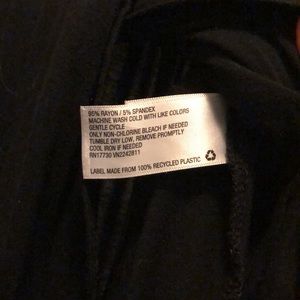 95% RAYON / 5% SPANDEX
MACHINE WASH COLD WITH LIKE COLORS
GENTLE CYCLE
ONLY NON-CHLORINE BLEACH IF NEEDED
TUMBLE DRY LOW, REMOVE PROMPTLY
COOL IRON IF NEEDED
RN17730 VN2242811
LABEL MADE FROM 100% RECYCLED PLASTIC